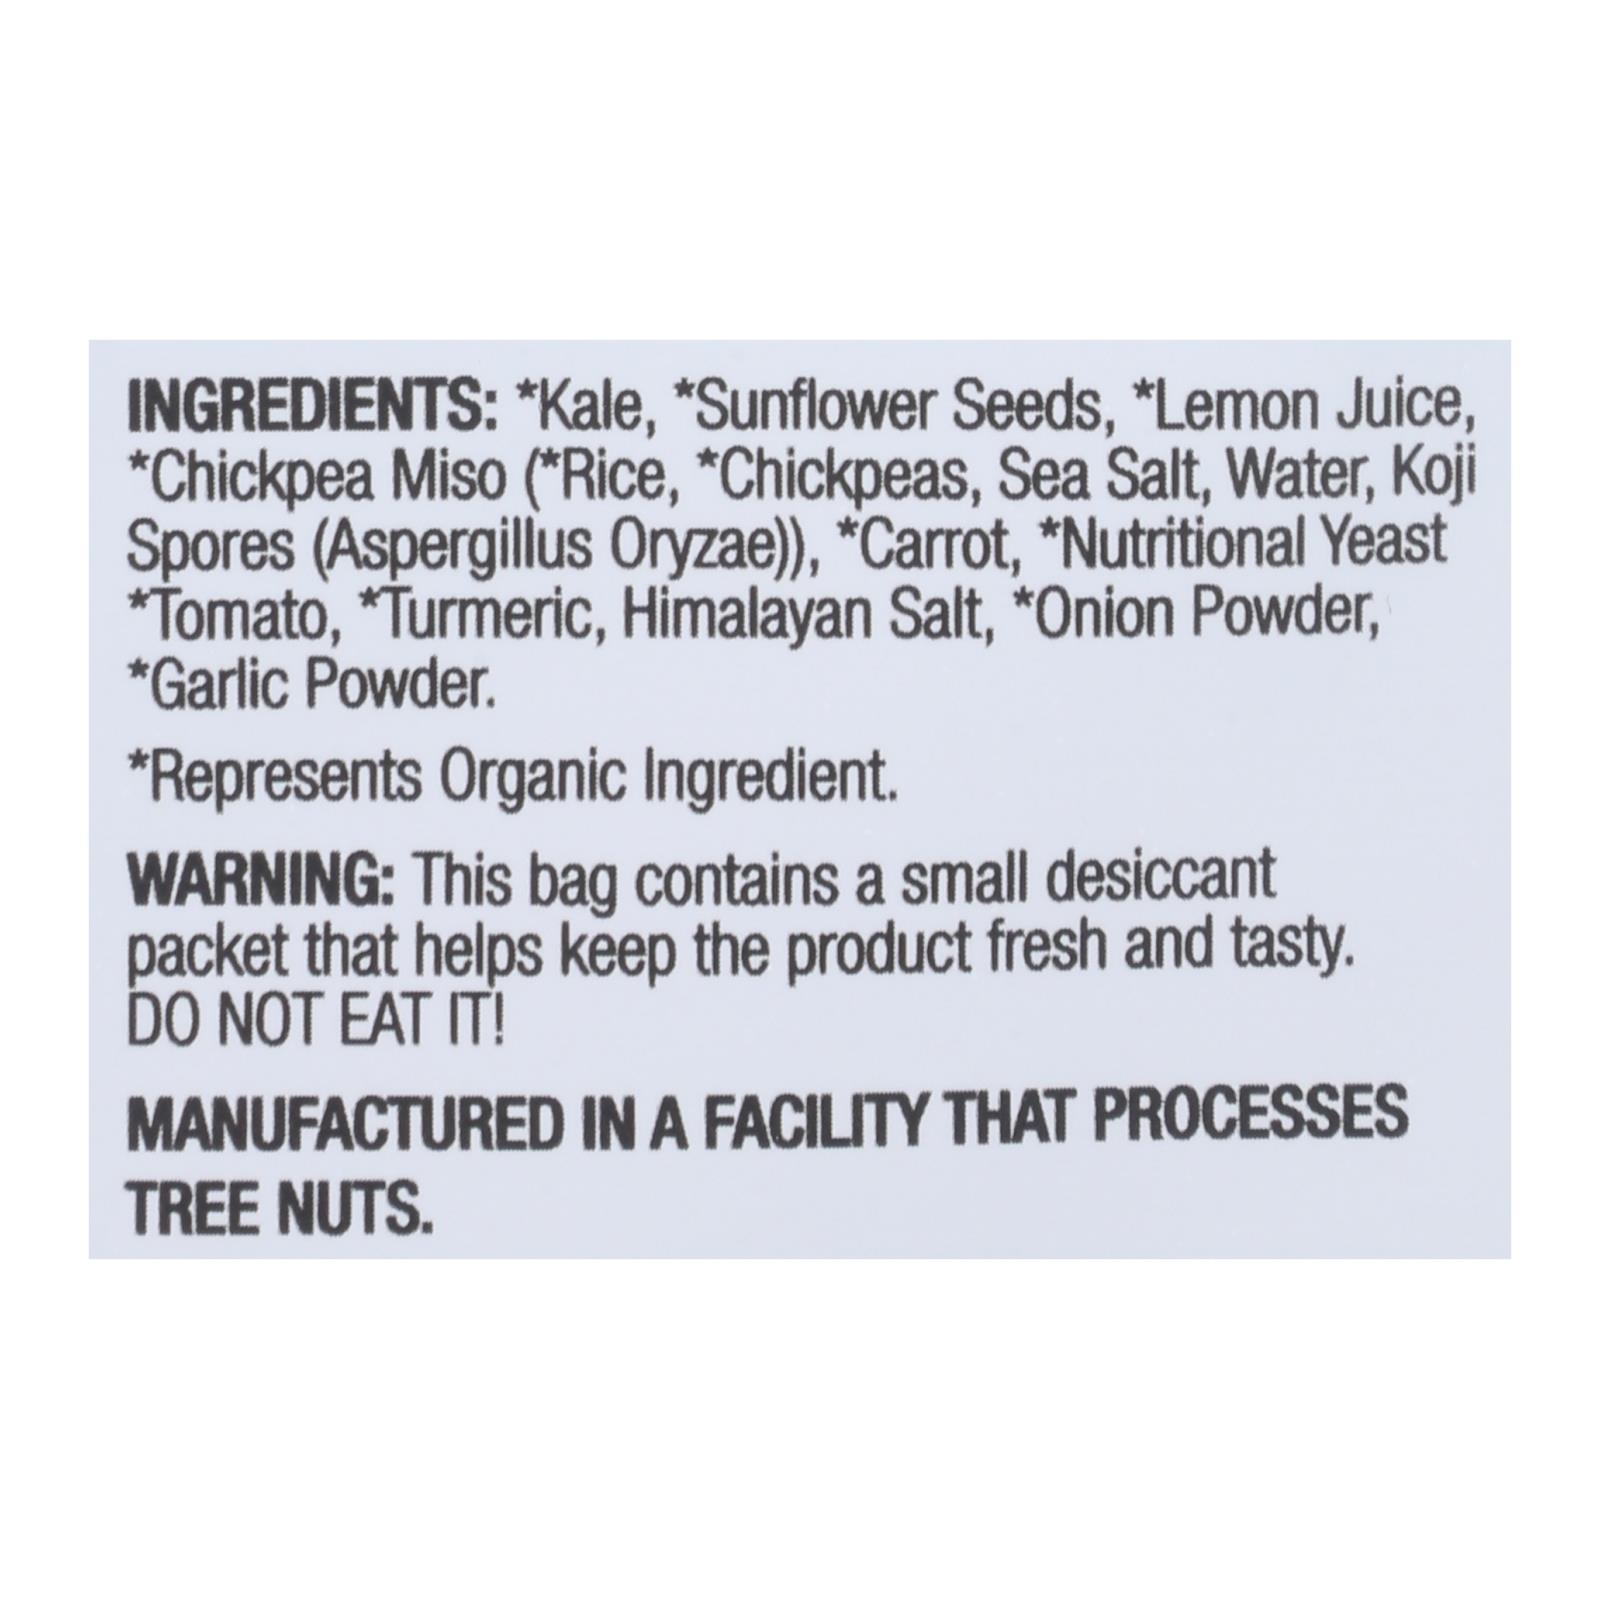 INGREDIENTS: *Kale, *Sunflower Seeds, *Lemon Juice,
*Chickpea Miso (*Rice, *Chickpeas, Sea Salt, Water, Koji
Spores (Aspergillus Oryzae)), *Carrot, *Nutritional Yeast
*Tomato, *Turmeric, Himalayan Salt, *Onion Powder,
*Garlic Powder.
*Represents Organic Ingredient.
WARNING: This bag contains a small desiccant
packet that helps keep the product fresh and tasty.
DO NOT EAT IT!
MANUFACTURED IN A FACILITY THAT PROCESSES
TREE NUTS.